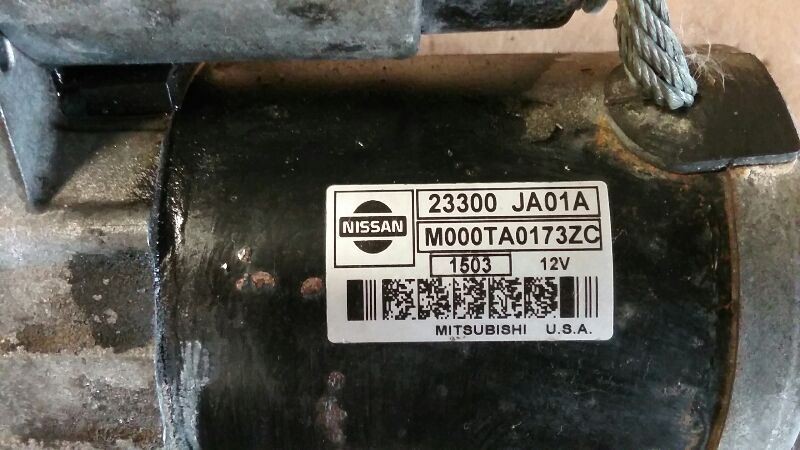 NISSAN
23300 JA01A
M000TA0173ZC
1503 12V
MITSUBISHI U.S.A.